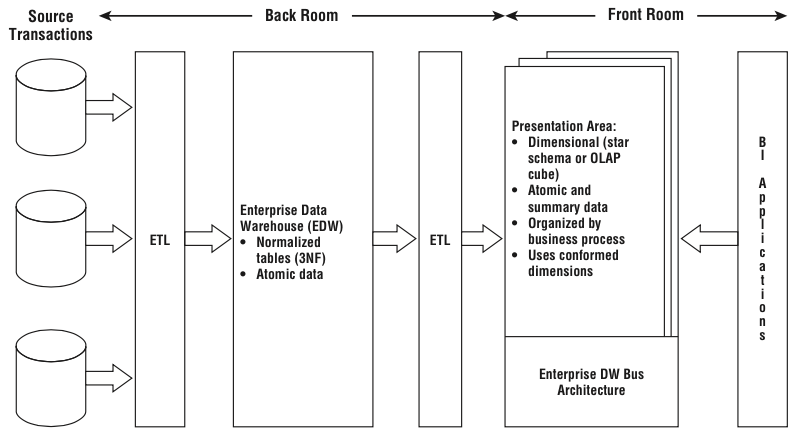 Source
Transactions
Back Room
Front Room
ETL
Enterprise Data
Warehouse (EDW)
• Normalized
tables (3NF)
• Atomic data
ETL
Presentation Area:
• Dimensional (star
schema or OLAP
cube)
• Atomic and
summary data
• Organized by
business process
• Uses conformed
dimensions
Enterprise DW Bus
Architecture
BI Applications